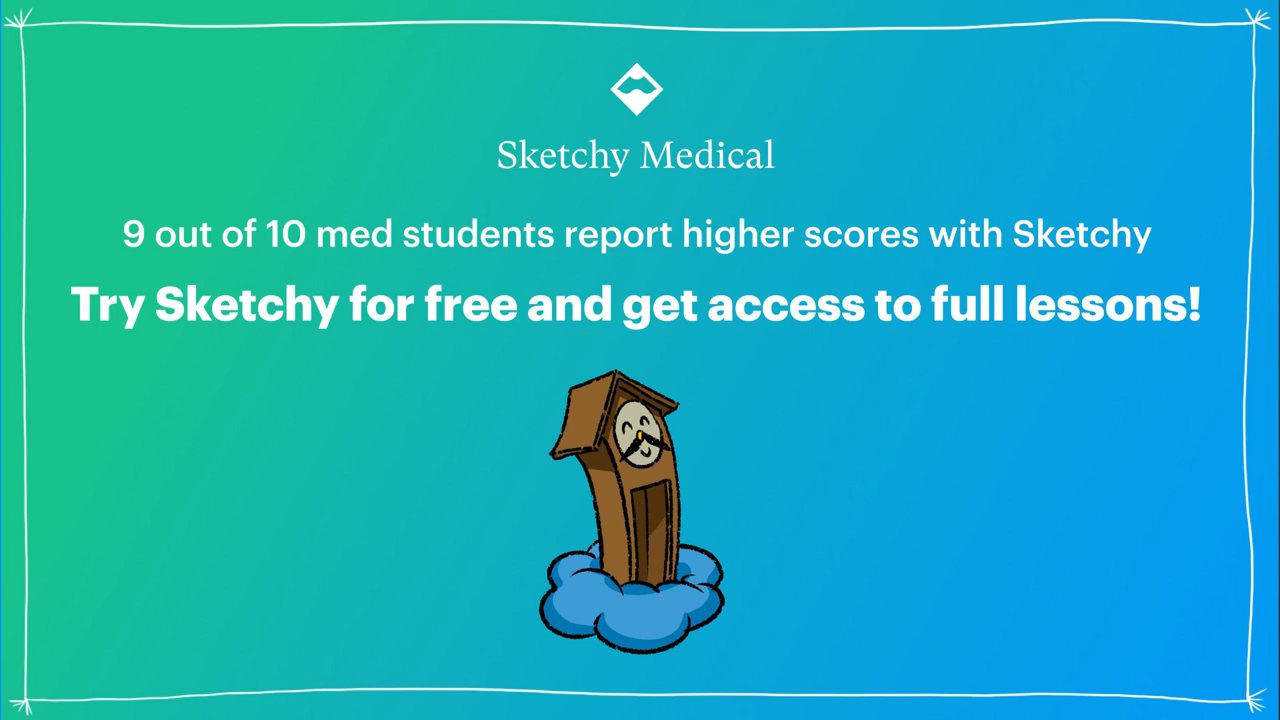 Sketchy Medical
9 out of 10 med students report higher scores with Sketchy
Try Sketchy for free and get access to full lessons!